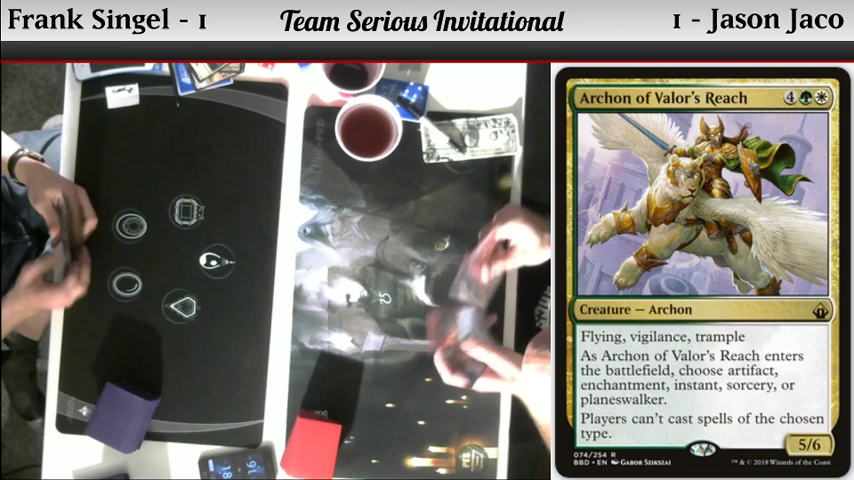 Frank Singel - 1
Team Serious Invitational
1 - Jason Jaco
Archon of Valor's Reach 4
Creature — Archon
Flying, vigilance, trample
As Archon of Valor's Reach enters
the battlefield, choose artifact,
enchantment, instant, sorcery, or
planeswalker.
Players can't cast spells of the chosen
type.
5/6
074/254 R
BBD • EN GABOR SZIKSZAI
™ & © 2018 Wizards of the Coast